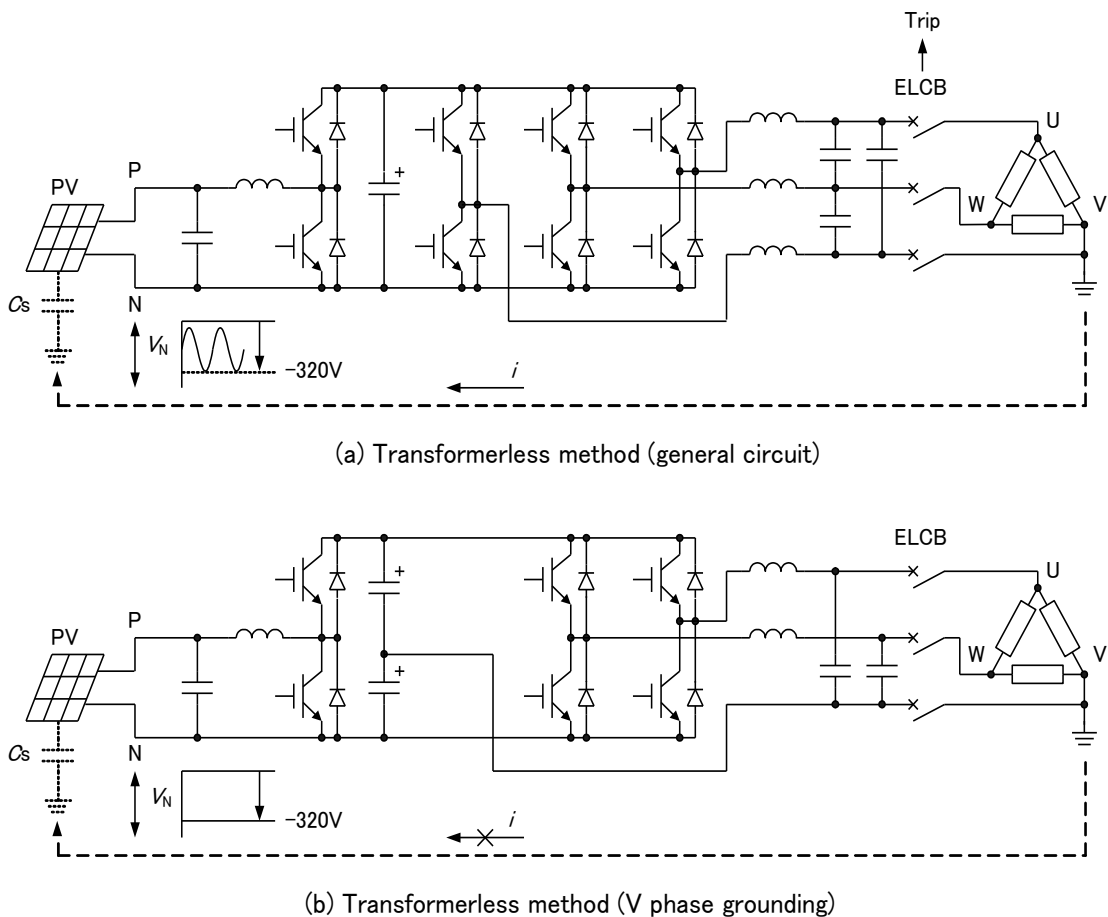 Trip
ELCB
U
P
PV
W
V
Cs
N
VN
-320V
i
(a) Transformerless method (general circuit)
ELCB
U
P
PV
W
V
Cs
N
VN
-320V
i
(b) Transformerless method (V phase grounding)